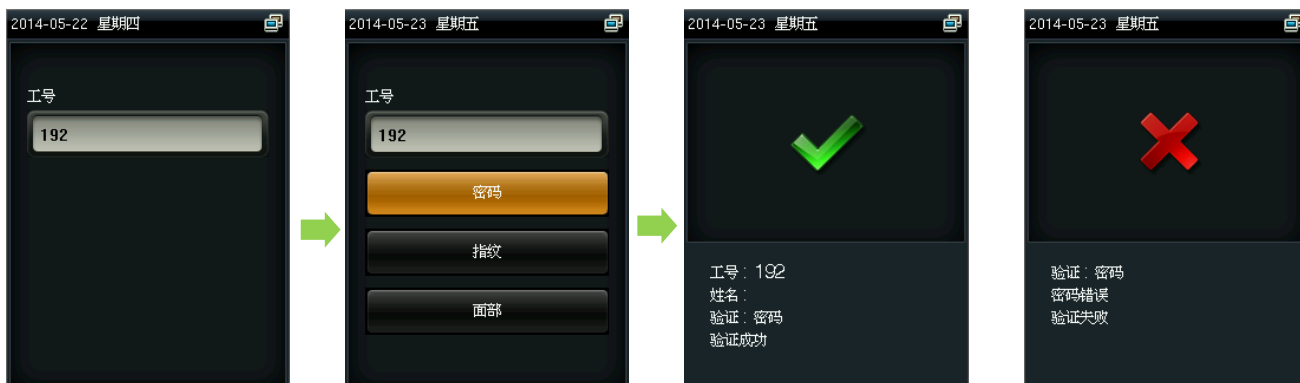 2014-05-22 星期四
工号
192
2014-05-23 星期五
工号
192
密码
指纹
面部
2014-05-23 星期五
工号: 192
姓名:
验证: 密码
验证成功
2014-05-23 星期五
验证: 密码
密码错误
验证失败